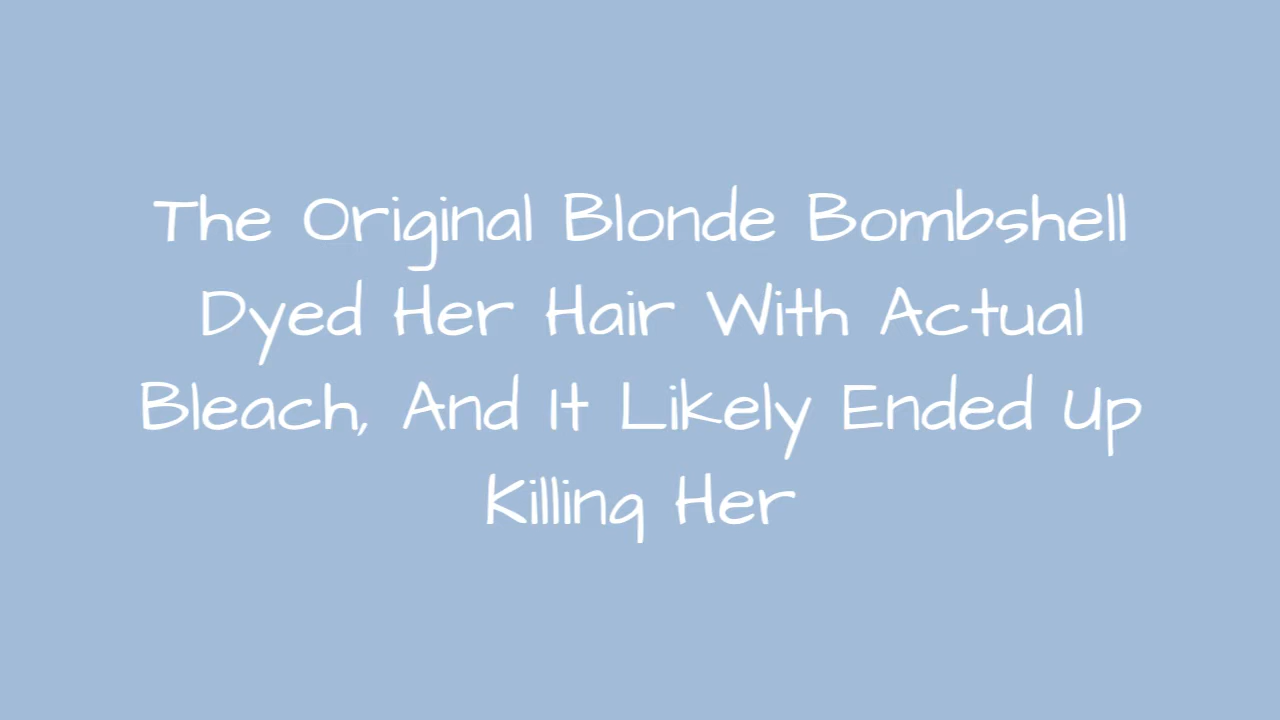 The Original Blonde Bombshell
Dyed Her Hair With Actual
Bleach, And It Likely Ended Up
Killing Her